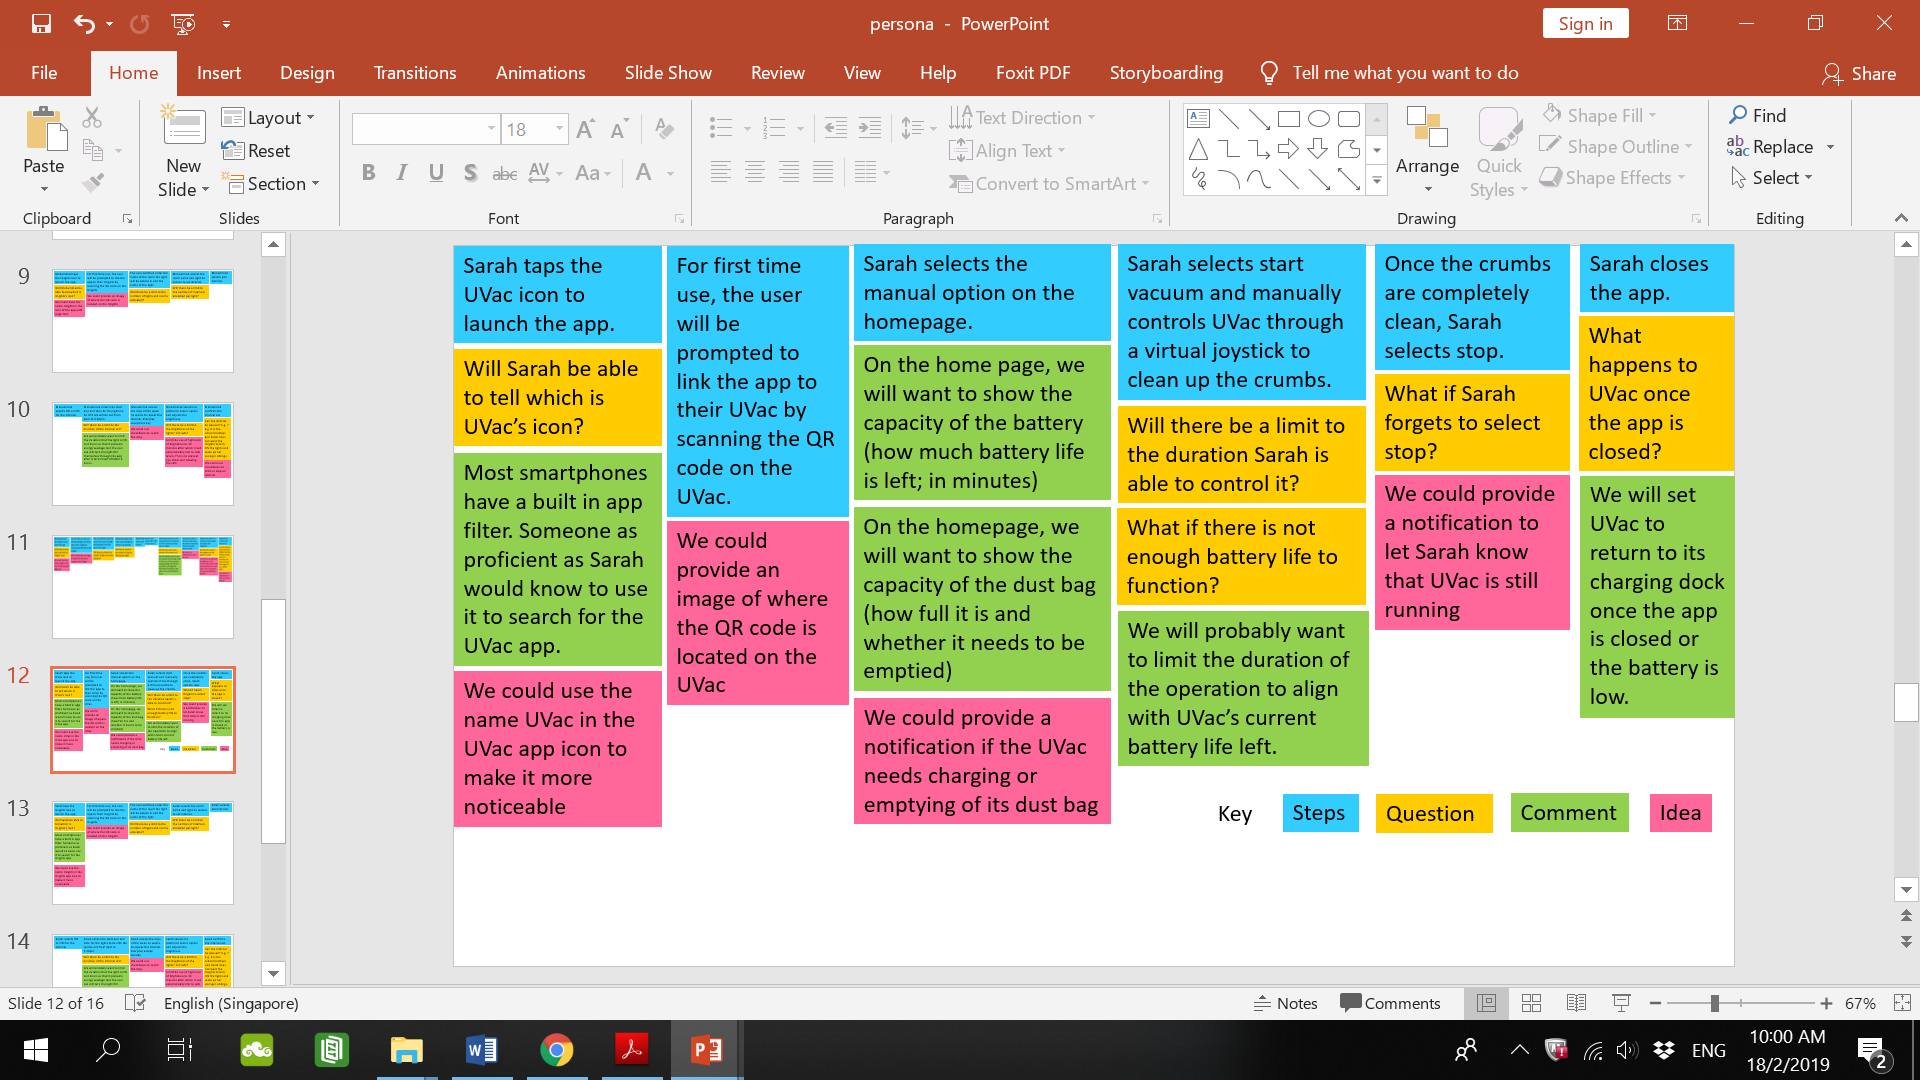 persona - PowerPoint
Sign in
File Home Insert Design Transitions Animations Slide Show Review View Help Foxit PDF Storyboarding Tell me what you want to do Share
Paste
Clipboard
New
Slide
Layout
Reset
Section
Slides
18
B I U S abc AV Aa A
Font
Text Direction
Align Text
Convert to SmartArt
Paragraph
Arrange
Quick
Styles
Shape Fill
Shape Outline
Shape Effects
Drawing
Find
Replace
Select
Editing
9
10
11
12
13
14
Sarah taps the
UVac icon to
launch the app.
Will Sarah be able
to tell which is
UVac’s icon?
Most smartphones
have a built in app
filter. Someone as
proficient as Sarah
would know to use
it to search for the
UVac app.
We could use the
name UVac in the
UVac app icon to
make it more
noticeable
For first time
use, the user
will be
prompted to
link the app to
their UVac by
scanning the QR
code on the
UVac.
We could
provide an
image of where
the QR code is
located on the
UVac
Sarah selects the
manual option on the
homepage.
On the home page, we
will want to show the
capacity of the battery
(how much battery life
is left; in minutes)
On the homepage, we
will want to show the
capacity of the dust bag
(how full it is and
whether it needs to be
emptied)
We could provide a
notification if the UVac
needs charging or
emptying of its dust bag
Sarah selects start
vacuum and manually
controls UVac through
a virtual joystick to
clean up the crumbs.
Will there be a limit to
the duration Sarah is
able to control it?
What if there is not
enough battery life to
function?
We will probably want
to limit the duration of
the operation to align
with UVac’s current
battery life left.
Once the crumbs
are completely
clean, Sarah
selects stop.
What if Sarah
forgets to select
stop?
We could provide
a notification to
let Sarah know
that UVac is still
running
Sarah closes
the app.
What
happens to
UVac once
the app is
closed?
We will set
UVac to
return to its
charging dock
once the app
is closed or
the battery is
low.
Key Steps Question Comment Idea
Slide 12 of 16 English (Singapore) Notes Comments 67%
ENG
10:00 AM
18/2/2019
2